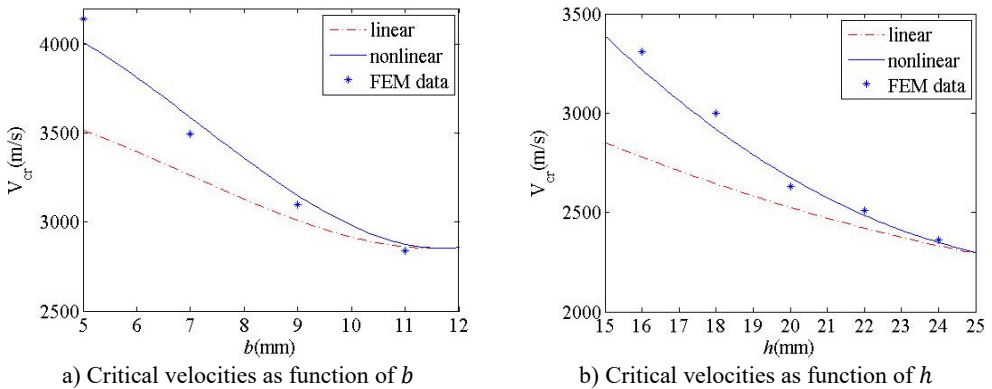 4000
3500
3000
2500
V_cr(m/s)
5 6 7 8 9 10 11 12
b(mm)
linear
nonlinear
FEM data
a) Critical velocities as function of b
3500
3000
2500
2000
V_cr(m/s)
15 16 17 18 19 20 21 22 23 24 25
h(mm)
linear
nonlinear
FEM data
b) Critical velocities as function of h